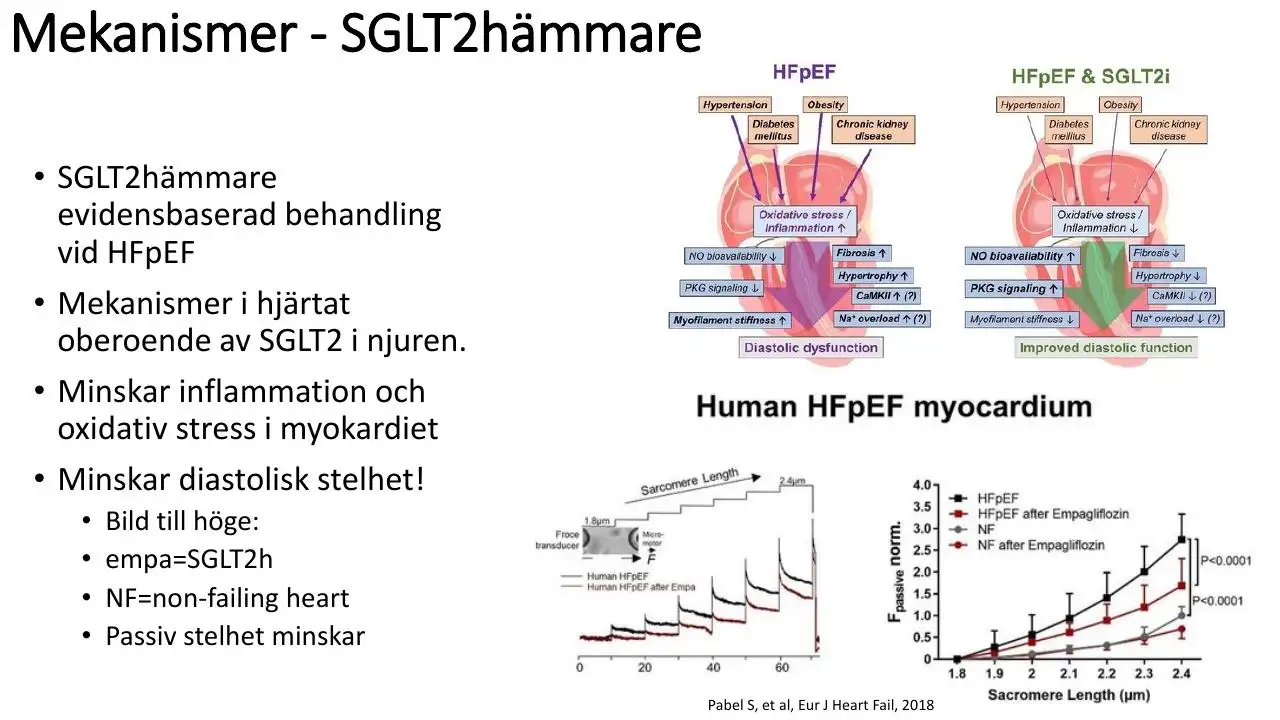 Mekanismer - SGLT2hämmare
• SGLT2hämmare
evidensbaserad behandling
vid HFpEF
• Mekanismer i hjärtat
oberoende av SGLT2 i njuren.
• Minskar inflammation och
oxidativ stress i myokardiet
• Minskar diastolisk stelhet!
• Bild till höge:
• empa=SGLT2h
• NF=non-failing heart
• Passiv stelhet minskar
HFpEF
Hypertension
Obesity
Diabetes
mellitus
Chronic kidney
disease
Oxidative stress /
Inflammation ↑
NO bioavailability ↓
Fibrosis ↑
Hypertrophy ↑
PKG signaling ↓
CaMKII ↑ (?)
Myofilament stiffness ↑
Na⁺ overload ↑ (?)
Diastolic dysfunction
HFpEF & SGLT2i
Hypertension
Obesity
Diabetes
mellitus
Chronic kidney
disease
Oxidative stress /
Inflammation ↓
NO bioavailability ↑
Fibrosis ↓
Hypertrophy ↓
PKG signaling ↑
CaMKII ↓ (?)
Myofilament stiffness ↓
Na⁺ overload ↓ (?)
Improved diastolic function
Human HFpEF myocardium
Sarcomere Length
2.4μm
1.8μm
Froce
transducer
Micro-
motor
F
Human HFpEF
Human HFpEF after Empa
0 20 40 60
Fpassive norm.
4.0
3.5
3.0
2.5
2.0
1.5
1.0
0.5
0
HFpEF
HFpEF after Empagliflozin
NF
NF after Empagliflozin
P<0.0001
P<0.0001
1.8 1.9 2 2.1 2.2 2.3 2.4
Sacromere Length (μm)
Pabel S, et al, Eur J Heart Fail, 2018